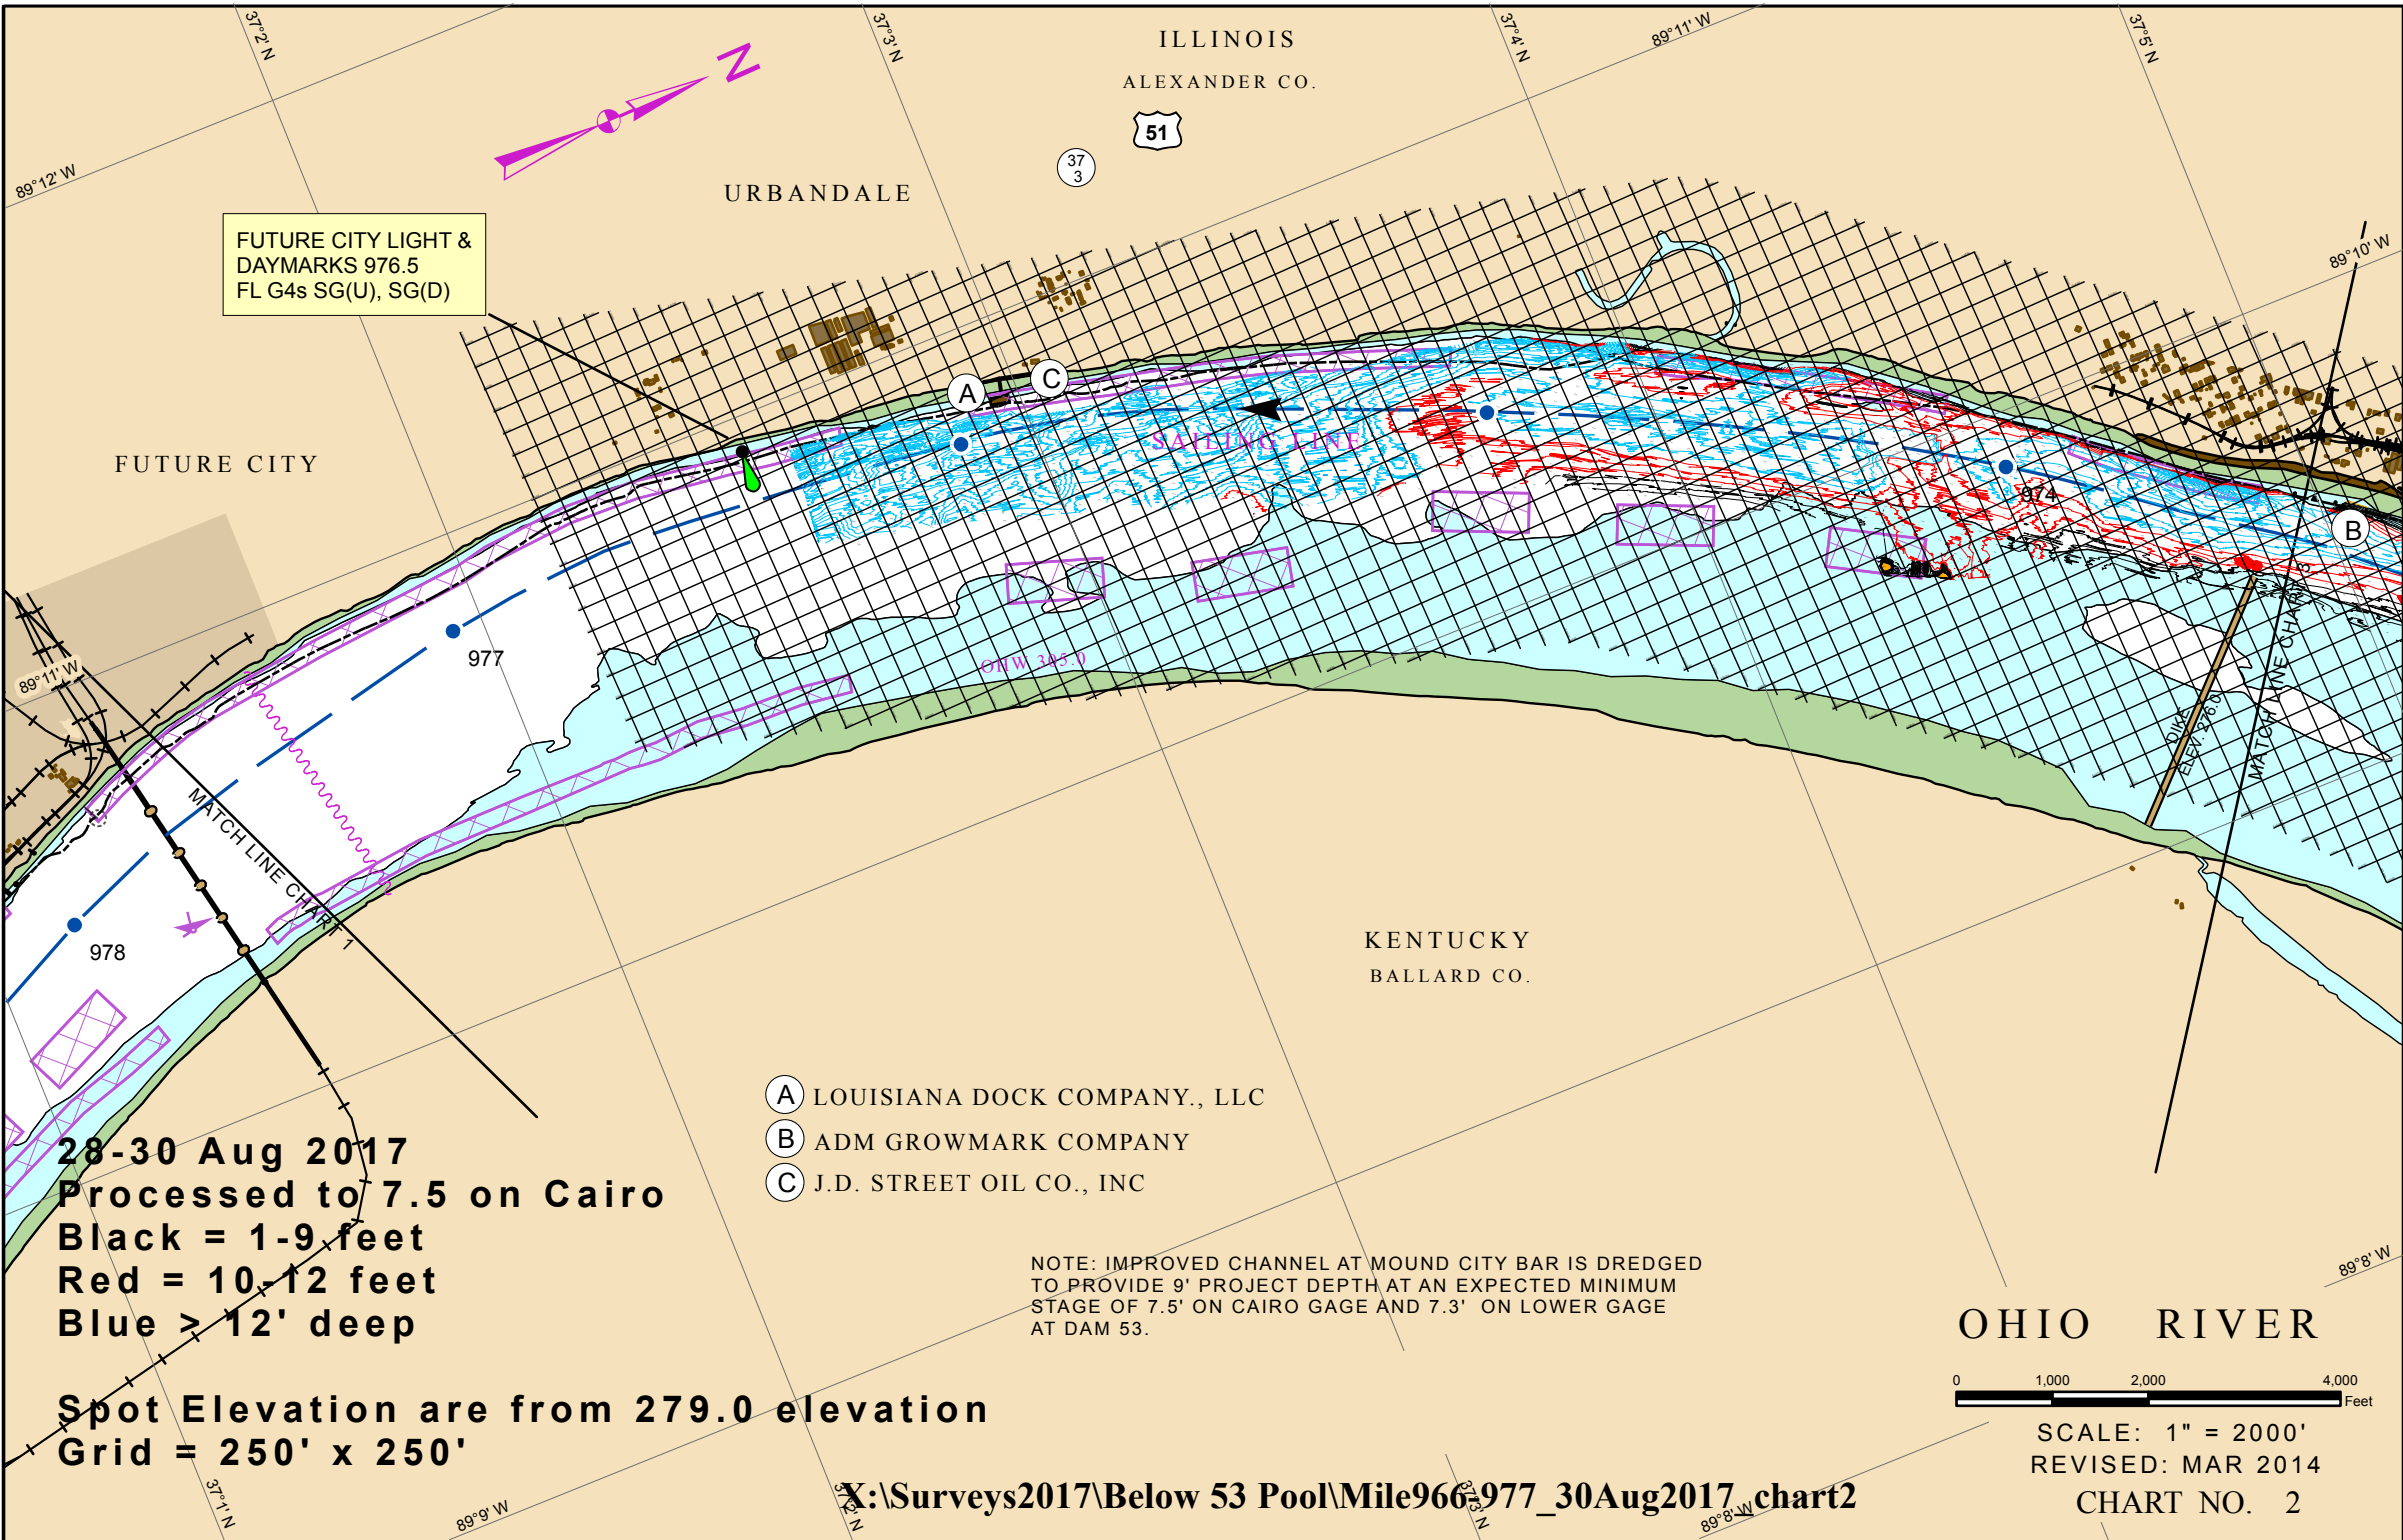 37°2' N
37°3' N
ILLINOIS
ALEXANDER CO.
37°4' N
89°11' W
37°5' N
N
51
37
3
89°12' W
URBANDALE
89°10' W
FUTURE CITY LIGHT &
DAYMARKS 976.5
FL G4s SG(U), SG(D)
A
C
SAILING LINE
FUTURE CITY
974
B
977
89°11' W
OHW 305.0
DIKE
ELEV. 276.0
MATCH LINE CHART 3
MATCH LINE CHART 1
978
KENTUCKY
BALLARD CO.
A LOUISIANA DOCK COMPANY., LLC
B ADM GROWMARK COMPANY
C J.D. STREET OIL CO., INC
28-30 Aug 2017
Processed to 7.5 on Cairo
Black = 1-9 feet
Red = 10-12 feet
Blue > 12' deep
Spot Elevation are from 279.0 elevation
Grid = 250' x 250'
NOTE: IMPROVED CHANNEL AT MOUND CITY BAR IS DREDGED
TO PROVIDE 9' PROJECT DEPTH AT AN EXPECTED MINIMUM
STAGE OF 7.5' ON CAIRO GAGE AND 7.3' ON LOWER GAGE
AT DAM 53.
89°8' W
OHIO RIVER
0 1,000 2,000 4,000
Feet
SCALE: 1" = 2000'
REVISED: MAR 2014
CHART NO. 2
X:\Surveys2017\Below 53 Pool\Mile966-977_30Aug2017_chart2
37°1' N
89°9' W
37°2' N
37°3' N
89°8' W